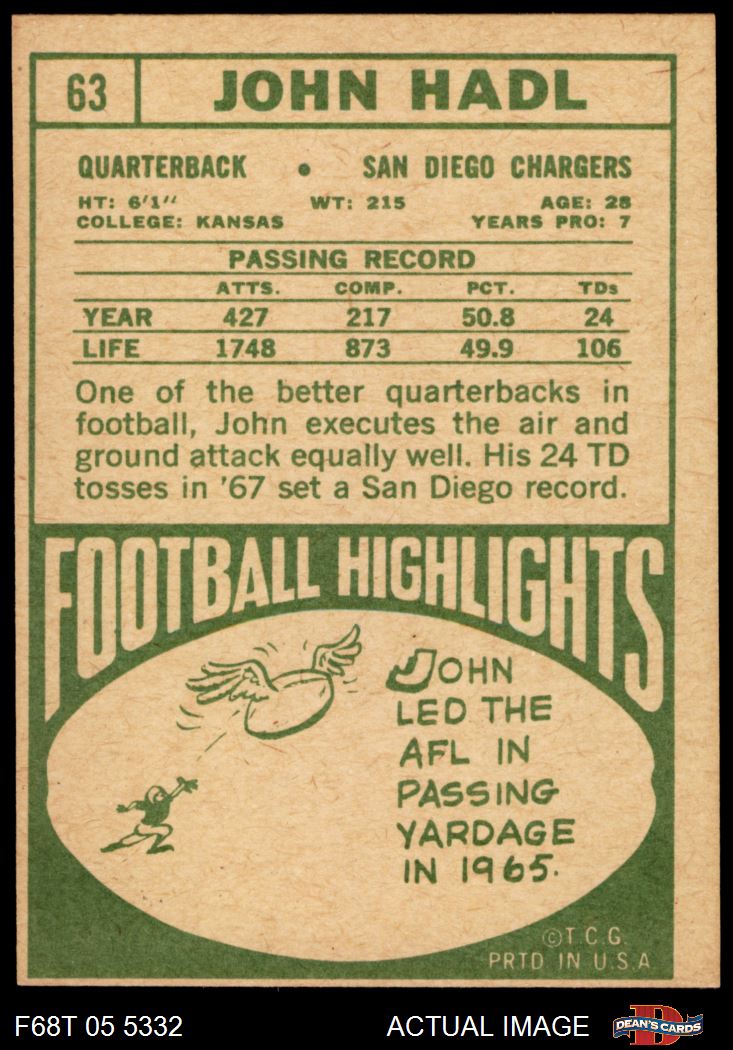 63 JOHN HADL
QUARTERBACK • SAN DIEGO CHARGERS
HT: 6'1" WT: 215 AGE: 28
COLLEGE: KANSAS YEARS PRO: 7
PASSING RECORD
ATTS. COMP. PCT. TDs
YEAR 427 217 50.8 24
LIFE 1748 873 49.9 106
One of the better quarterbacks in
football, John executes the air and
ground attack equally well. His 24 TD
tosses in '67 set a San Diego record.
FOOTBALL HIGHLIGHTS
JOHN
LED THE
AFL IN
PASSING
YARDAGE
IN 1965.
© T.C.G.
PRTD IN U.S.A
F68T 05 5332 ACTUAL IMAGE D DEAN'S CARDS